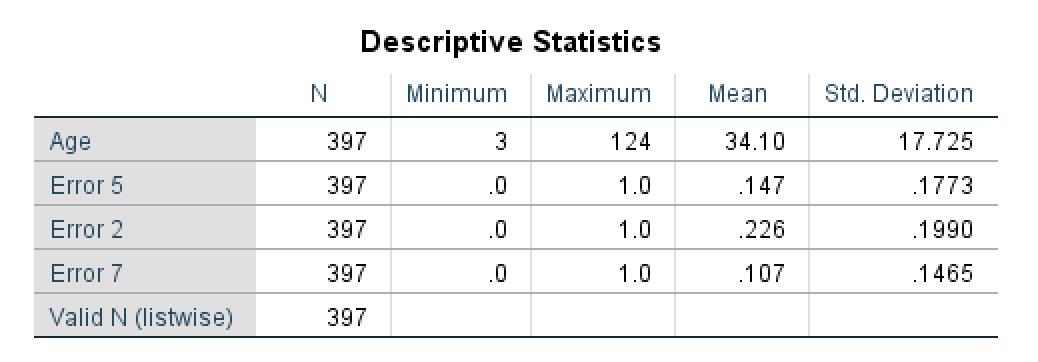 Descriptive Statistics
N Minimum Maximum Mean Std. Deviation
Age 397 3 124 34.10 17.725
Error 5 397 .0 1.0 .147 .1773
Error 2 397 .0 1.0 .226 .1990
Error 7 397 .0 1.0 .107 .1465
Valid N (listwise) 397